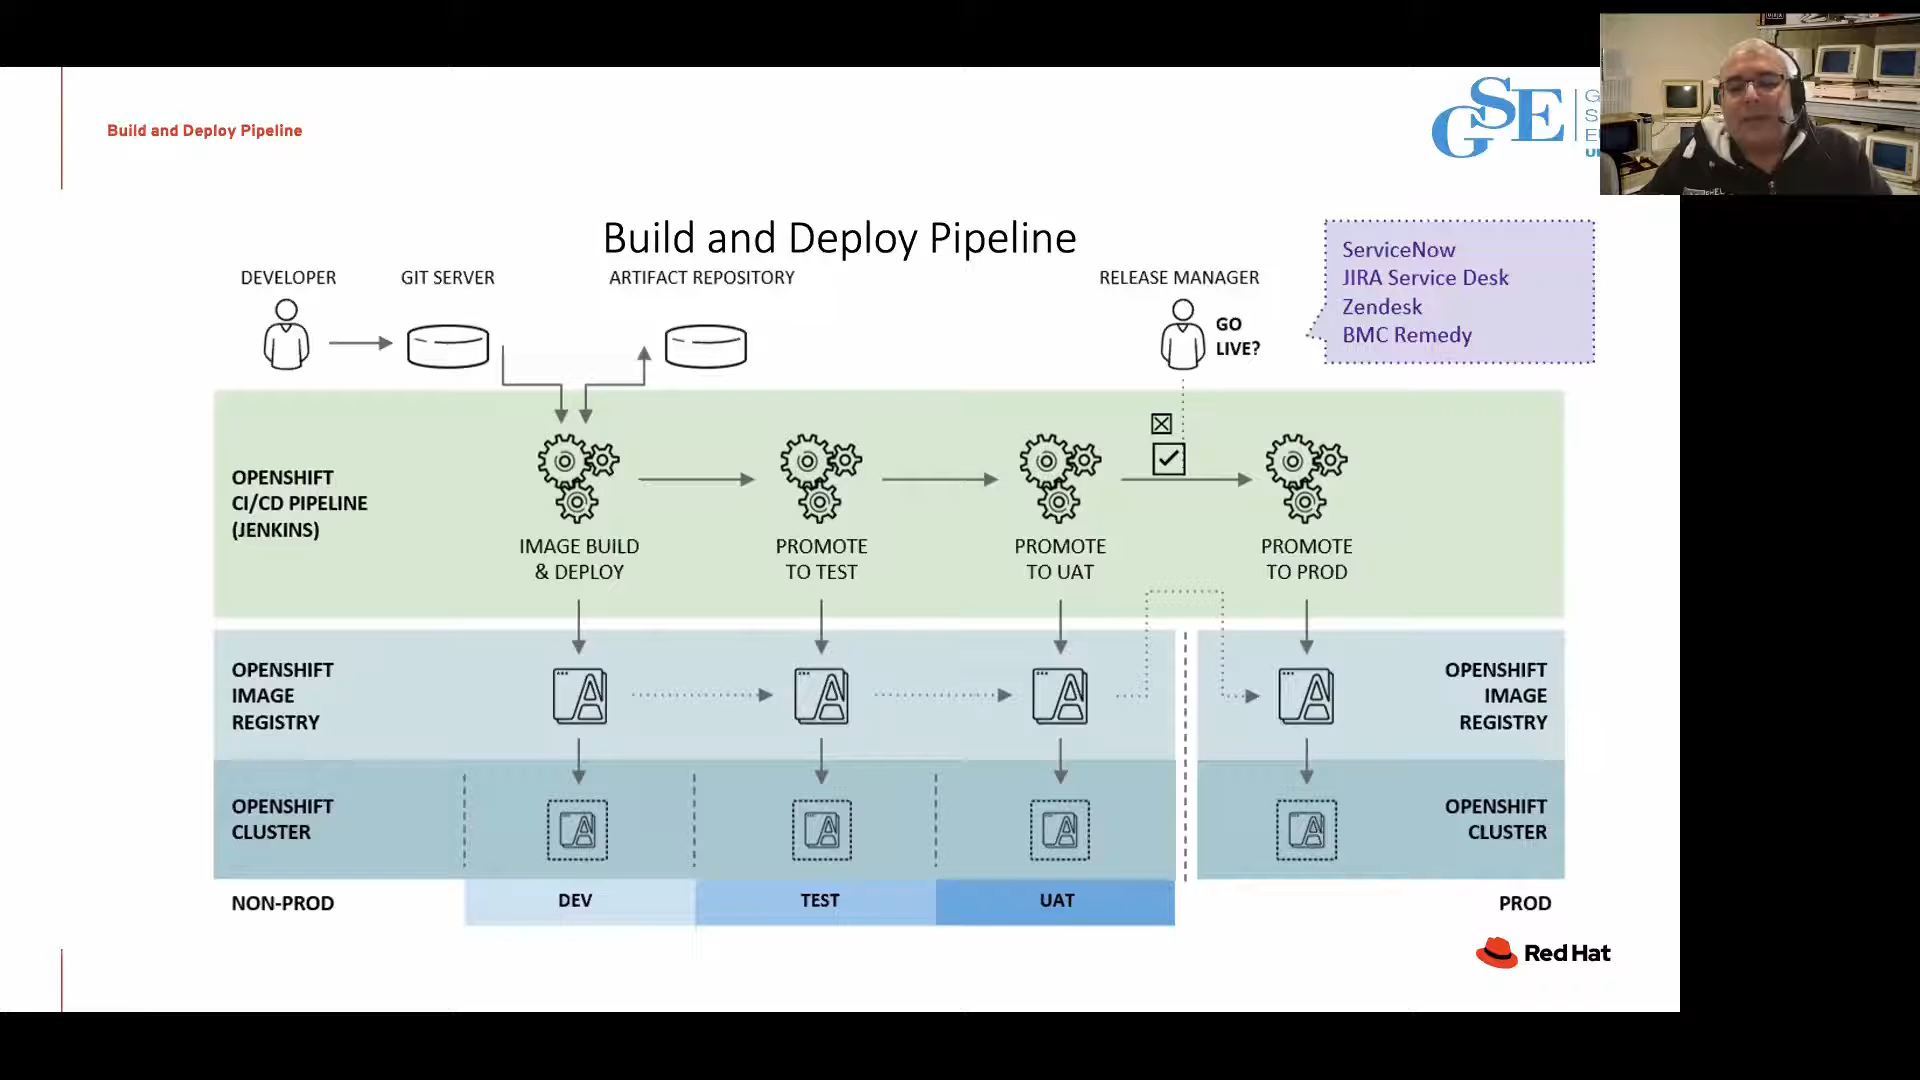 Build and Deploy Pipeline
GSE
G
S
E
Build and Deploy Pipeline
DEVELOPER
GIT SERVER
ARTIFACT REPOSITORY
RELEASE MANAGER
GO
LIVE?
ServiceNow
JIRA Service Desk
Zendesk
BMC Remedy
OPENSHIFT
CI/CD PIPELINE
(JENKINS)
IMAGE BUILD
& DEPLOY
PROMOTE
TO TEST
PROMOTE
TO UAT
PROMOTE
TO PROD
OPENSHIFT
IMAGE
REGISTRY
OPENSHIFT
IMAGE
REGISTRY
OPENSHIFT
CLUSTER
OPENSHIFT
CLUSTER
NON-PROD
DEV
TEST
UAT
PROD
Red Hat